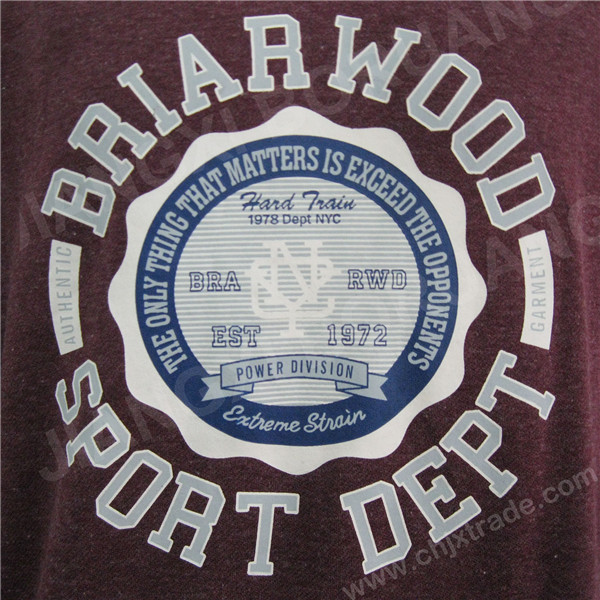 BRIARWOOD
THE ONLY THING THAT MATTERS IS EXCEED THE OPPONENTS
Hard Train
1978 Dept NYC
AUTHENTIC
GARMENT
BRA RWD
EST 1972
POWER DIVISION
Extreme Strain
SPORT DEPT
www.chjxtrade.com